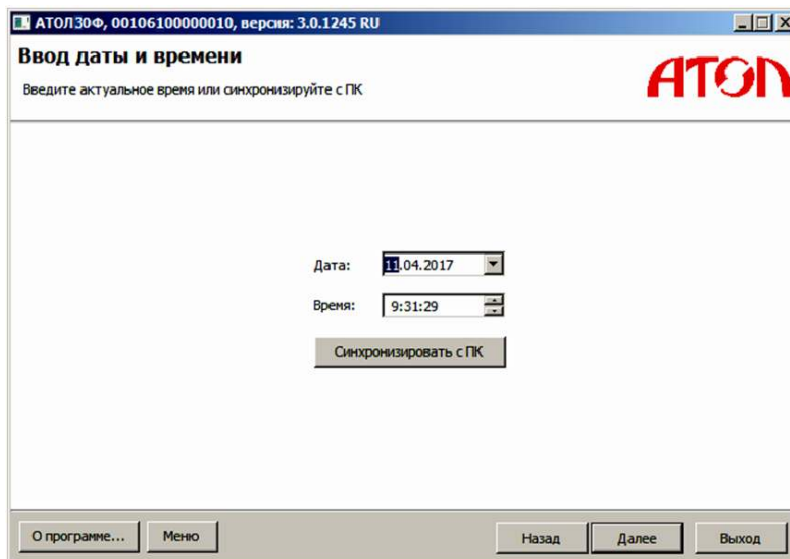 АТОЛ30Ф, 00106100000010, версия: 3.0.1245 RU
Ввод даты и времени
Введите актуальное время или синхронизируйте с ПК
АТОЛ
Дата: 11.04.2017
Время: 9:31:29
Синхронизировать с ПК
О программе... Меню Назад Далее Выход